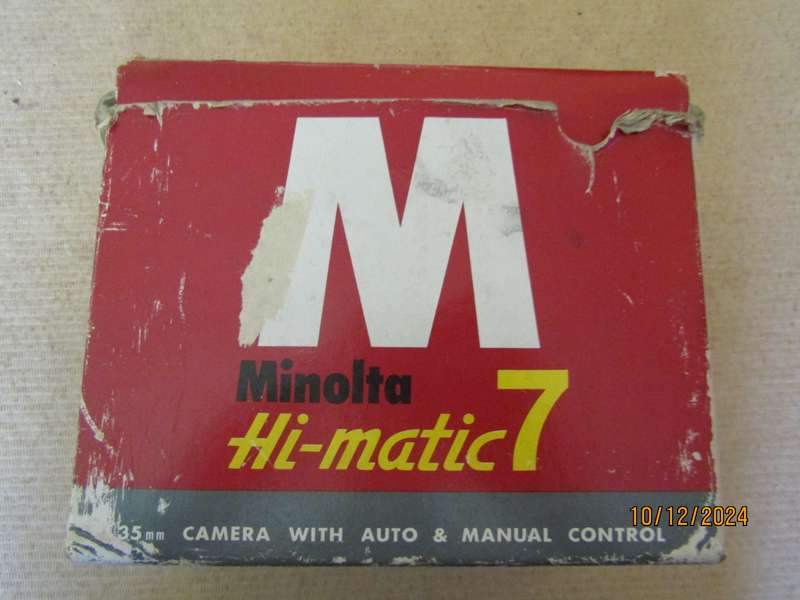 M
Minolta
Hi-matic 7
35mm CAMERA WITH AUTO & MANUAL CONTROL
10/12/2024